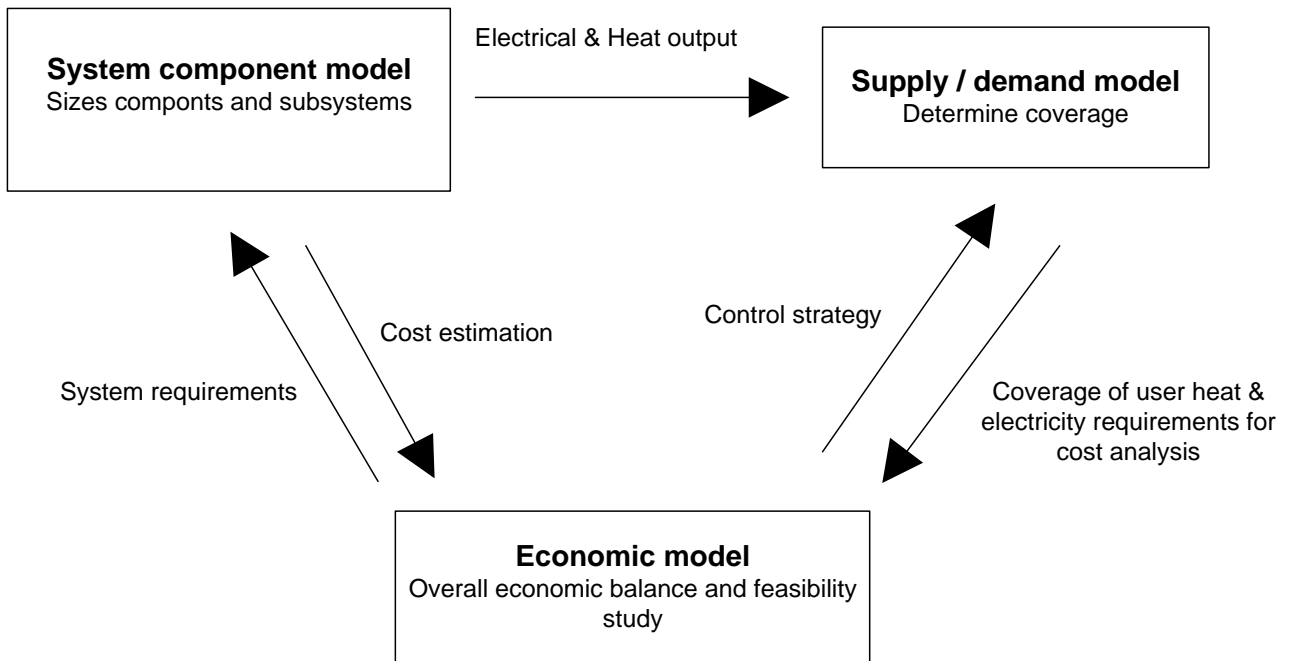 Electrical & Heat output
System component model
Sizes componts and subsystems
Supply / demand model
Determine coverage
Control strategy
Cost estimation
System requirements
Coverage of user heat &
electricity requirements for
cost analysis
Economic model
Overall economic balance and feasibility
study